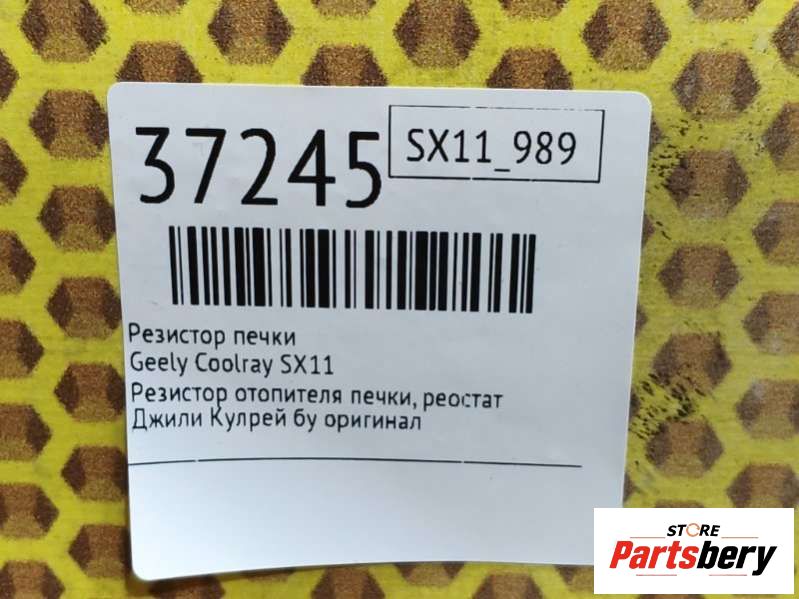 37245
SX11_989
Резистор печки
Geely Coolray SX11
Резистор отопителя печки, реостат
Джили Кулрей бу оригинал
STORE
Partsbery